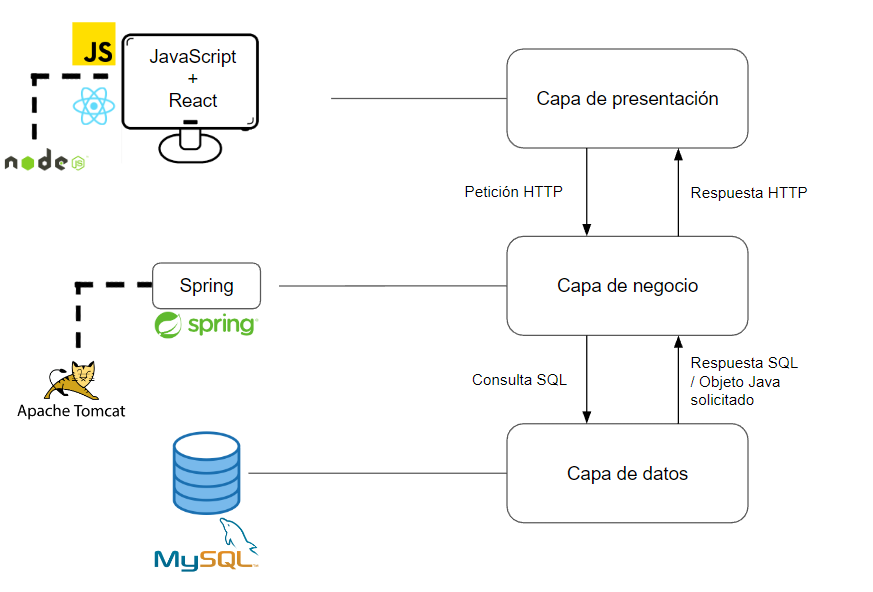 JS
JavaScript
+
React
node
JS
Capa de presentación
Petición HTTP
Respuesta HTTP
Spring
spring
Capa de negocio
Apache Tomcat
Consulta SQL
Respuesta SQL
/ Objeto Java
solicitado
Capa de datos
MySQL